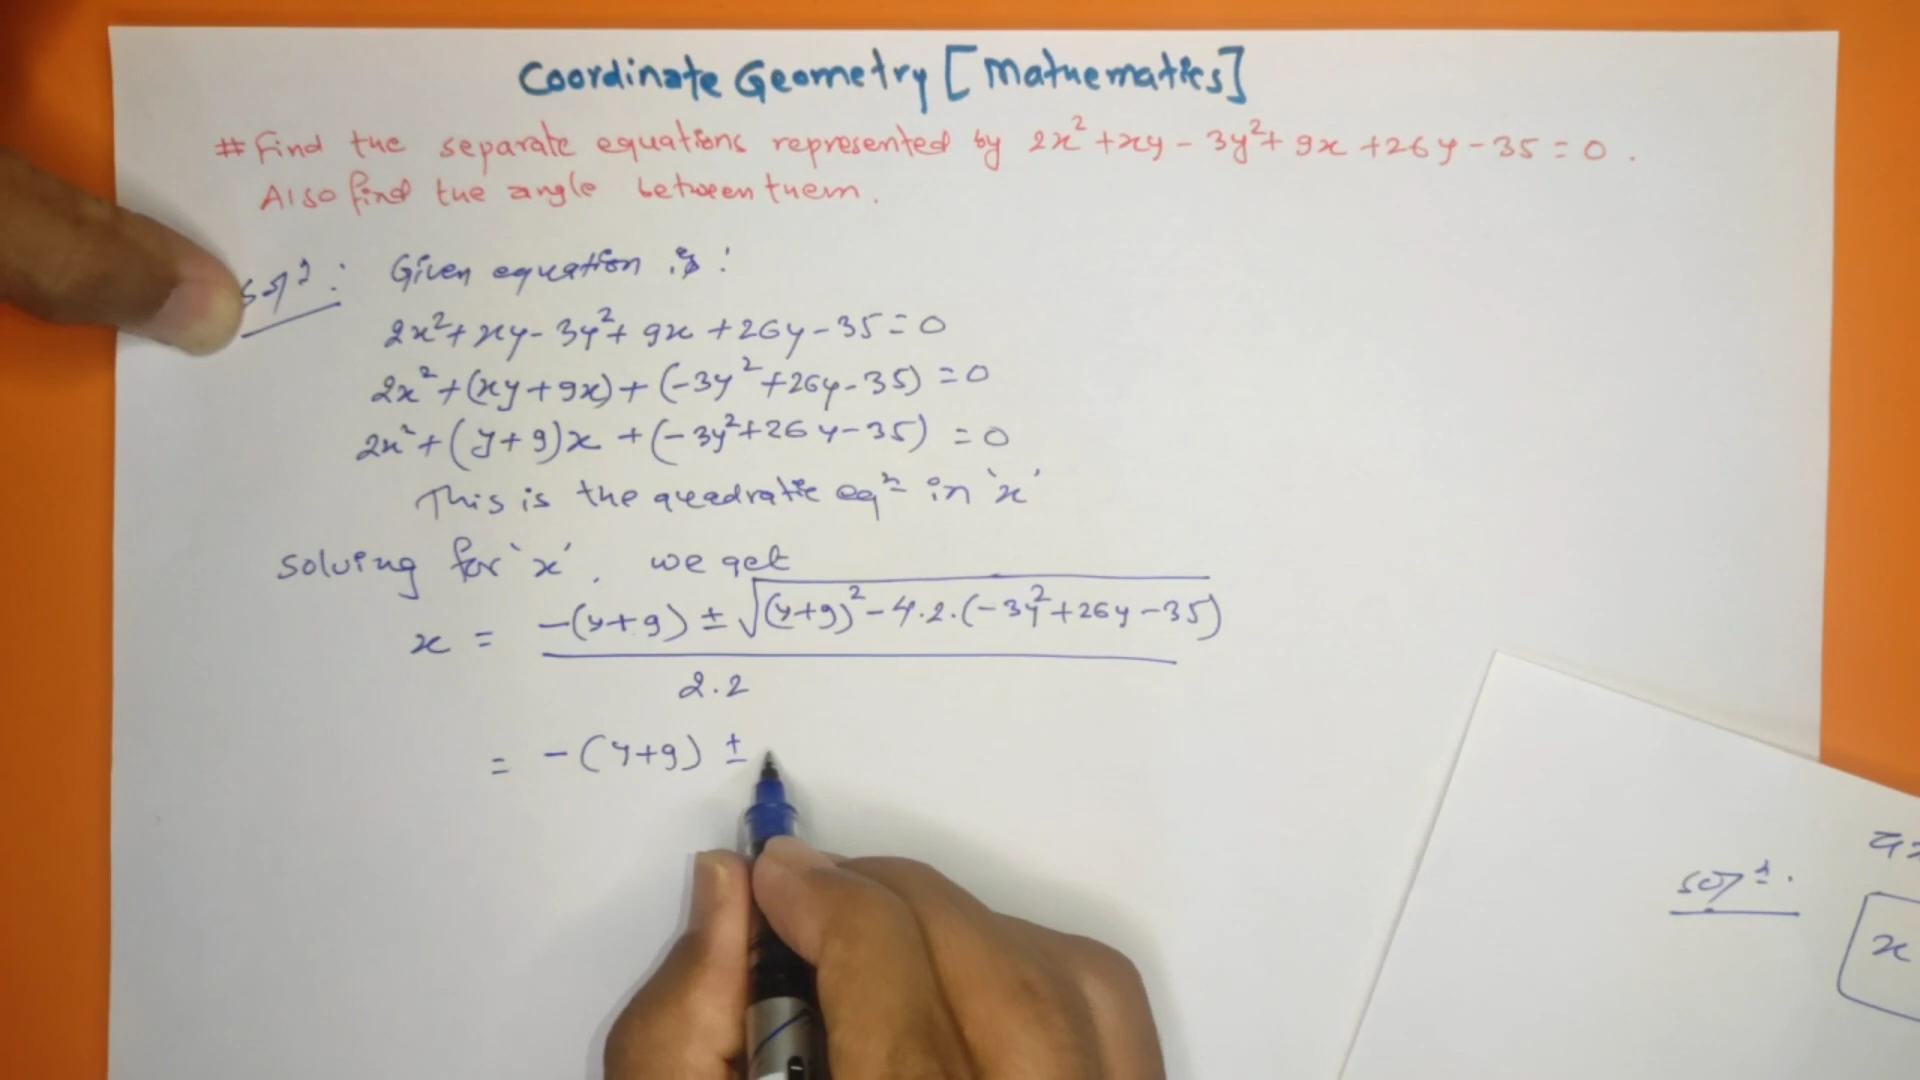 Coordinate Geometry [Mathematics]
# Find the separate equations represented by 2x² + xy - 3y² + 9x + 26y - 35 = 0 .
Also find the angle between them .
Solⁿ : Given equation is :
2x² + xy - 3y² + 9x + 26y - 35 = 0
2x² + (xy + 9x) + (-3y² + 26y - 35) = 0
2x² + (y + 9)x + (-3y² + 26y - 35) = 0
This is the quadratic eqⁿ in 'x'
solving for 'x', we get
x = -(y+9) ± √(y+9)² - 4.2.(-3y² + 26y - 35)
2.2
= -(y+9) ±
Solⁿ.
x